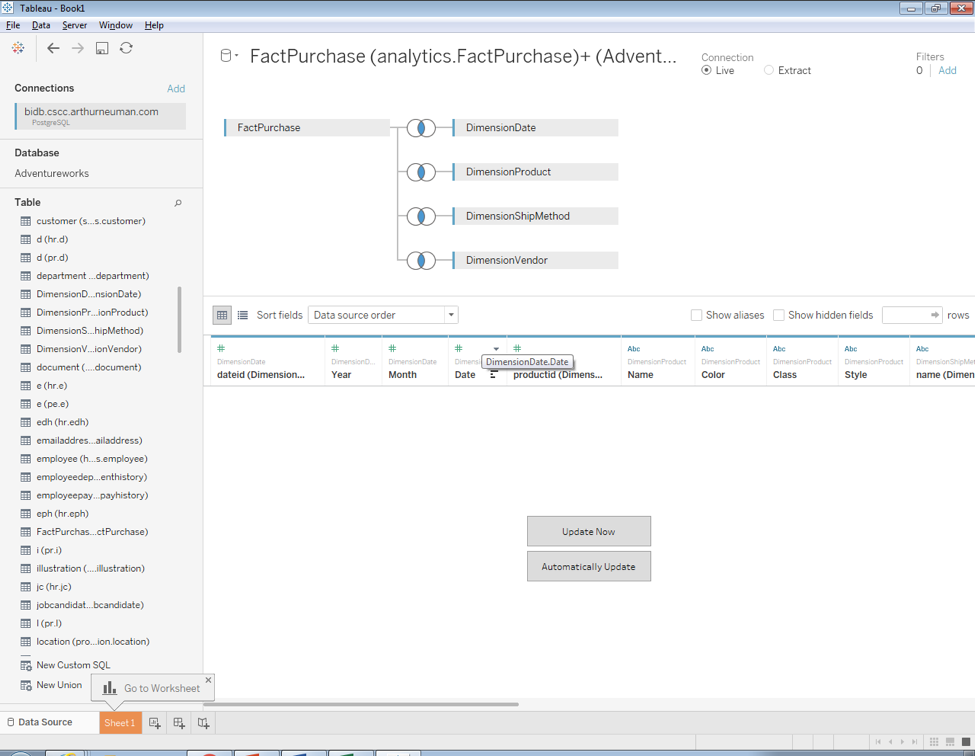 Tableau - Book1
File Data Server Window Help
Connections Add
bidb.cscc.arthurneuman.com
PostgreSQL
Database
Adventureworks
Table
customer (s...s.customer)
d (hr.d)
d (pr.d)
department ...department)
DimensionD...nsionDate)
DimensionPr...ionProduct)
DimensionS...hipMethod)
DimensionV...ionVendor)
document (....document)
e (hr.e)
e (pe.e)
edh (hr.edh)
emailaddres...ailaddress)
employee (h...s.employee)
employeedep...enthistory)
employeepay...payhistory)
eph (hr.eph)
FactPurchas...ctPurchase)
i (pr.i)
illustration (....illustration)
jc (hr.jc)
jobcandidat...bcandidate)
l (pr.l)
location (pro...ion.location)
New Custom SQL
New Union
Go to Worksheet
FactPurchase (analytics.FactPurchase)+ (Advent...
Connection
Live Extract
Filters
0 Add
FactPurchase
DimensionDate
DimensionProduct
DimensionShipMethod
DimensionVendor
Sort fields Data source order Show aliases Show hidden fields rows
# # # # # Abc Abc Abc Abc Abc
DimensionDate DimensionD... DimensionDate DimensionProduct DimensionProduct DimensionProduct DimensionProduct
DimensionDate.Date
dateid (Dimension... Year Month Date productid (Dimens... Name Color Class Style name (Dimen
Update Now
Automatically Update
Data Source Sheet 1